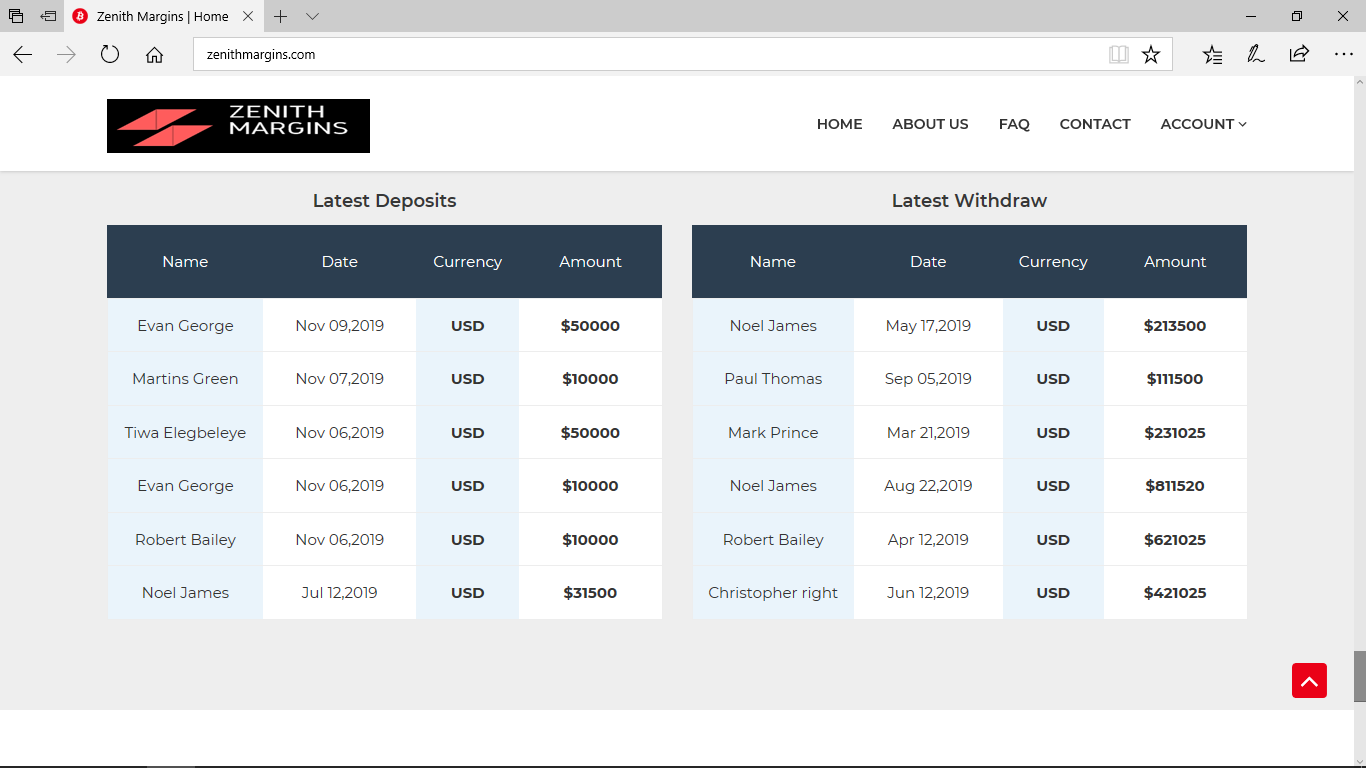 Zenith Margins | Home
zenithmargins.com
ZENITH
MARGINS
HOME ABOUT US FAQ CONTACT ACCOUNT
Latest Deposits
Name Date Currency Amount
Evan George Nov 09,2019 USD $50000
Martins Green Nov 07,2019 USD $10000
Tiwa Elegbeleye Nov 06,2019 USD $50000
Evan George Nov 06,2019 USD $10000
Robert Bailey Nov 06,2019 USD $10000
Noel James Jul 12,2019 USD $31500
Latest Withdraw
Name Date Currency Amount
Noel James May 17,2019 USD $213500
Paul Thomas Sep 05,2019 USD $111500
Mark Prince Mar 21,2019 USD $231025
Noel James Aug 22,2019 USD $811520
Robert Bailey Apr 12,2019 USD $621025
Christopher right Jun 12,2019 USD $421025